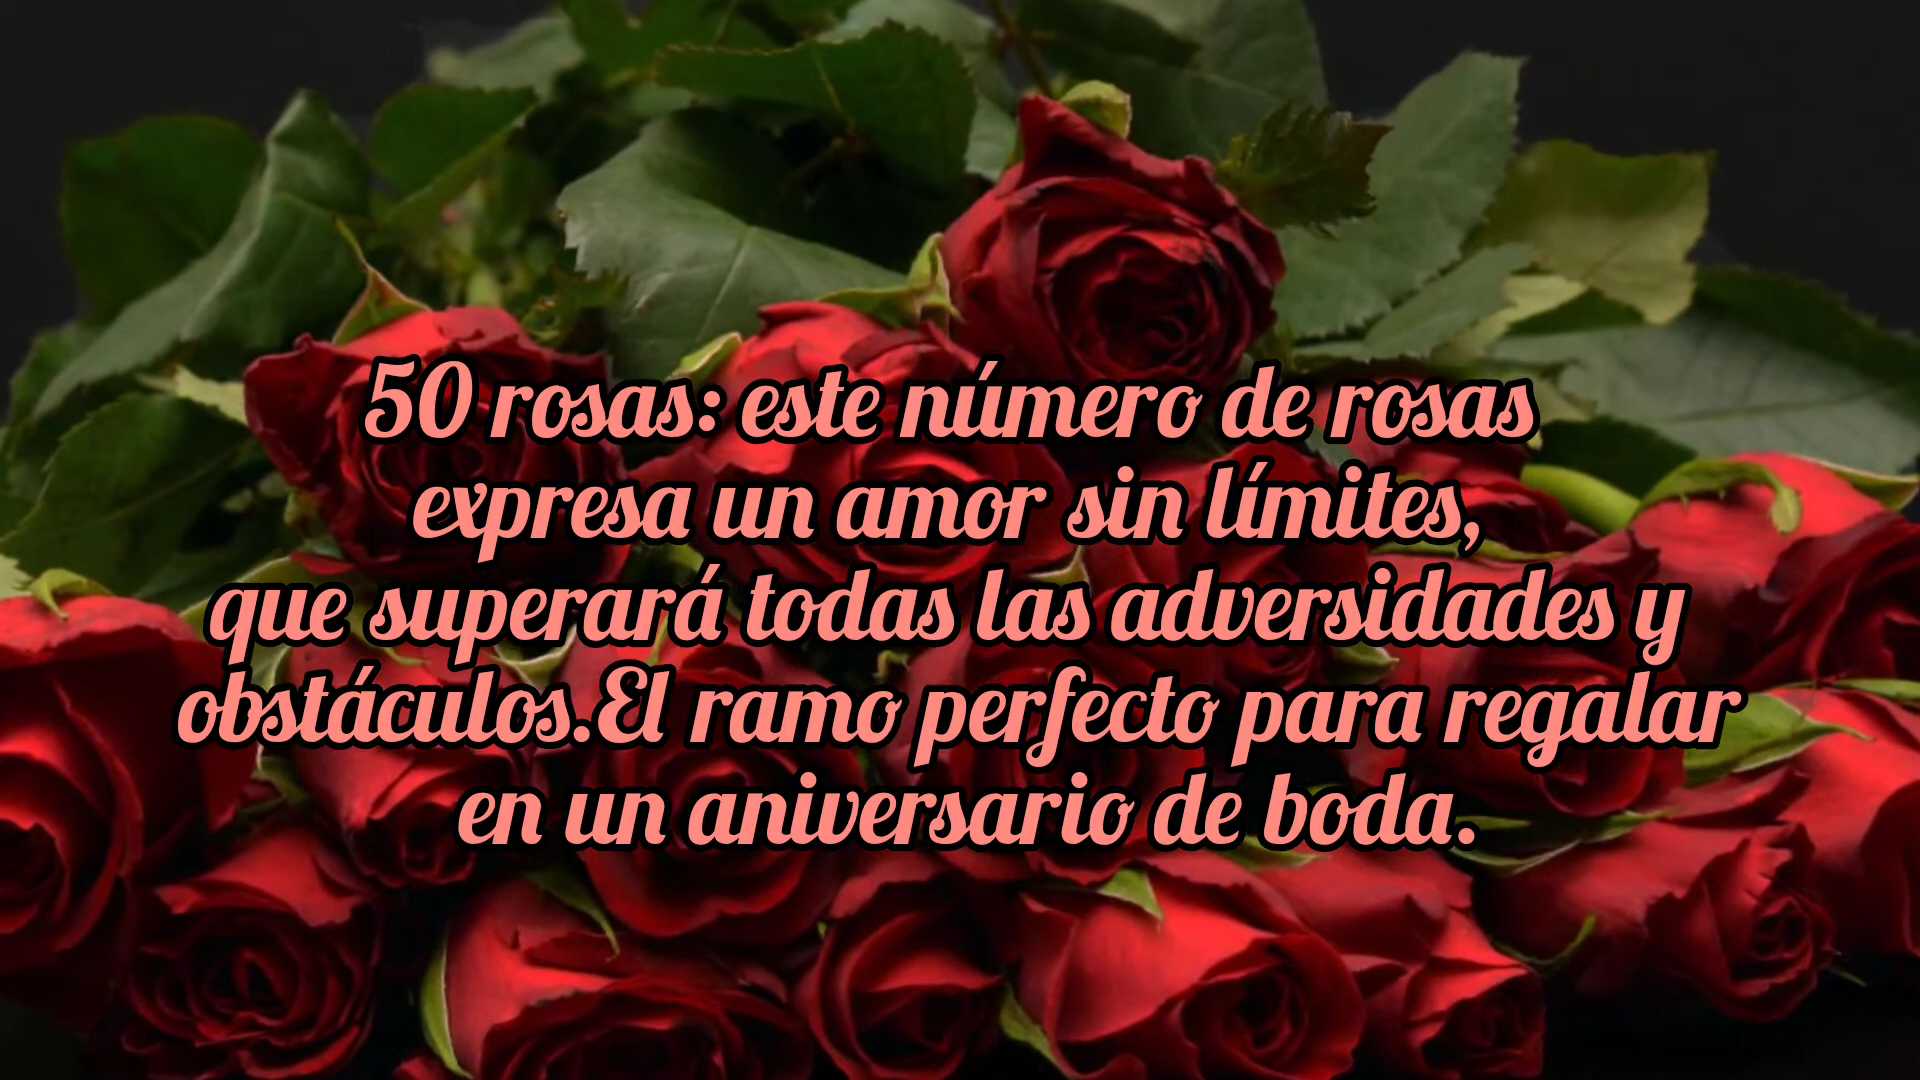 50 rosas: este número de rosas
expresa un amor sin límites,
que superará todas las adversidades y
obstáculos.El ramo perfecto para regalar
en un aniversario de boda.